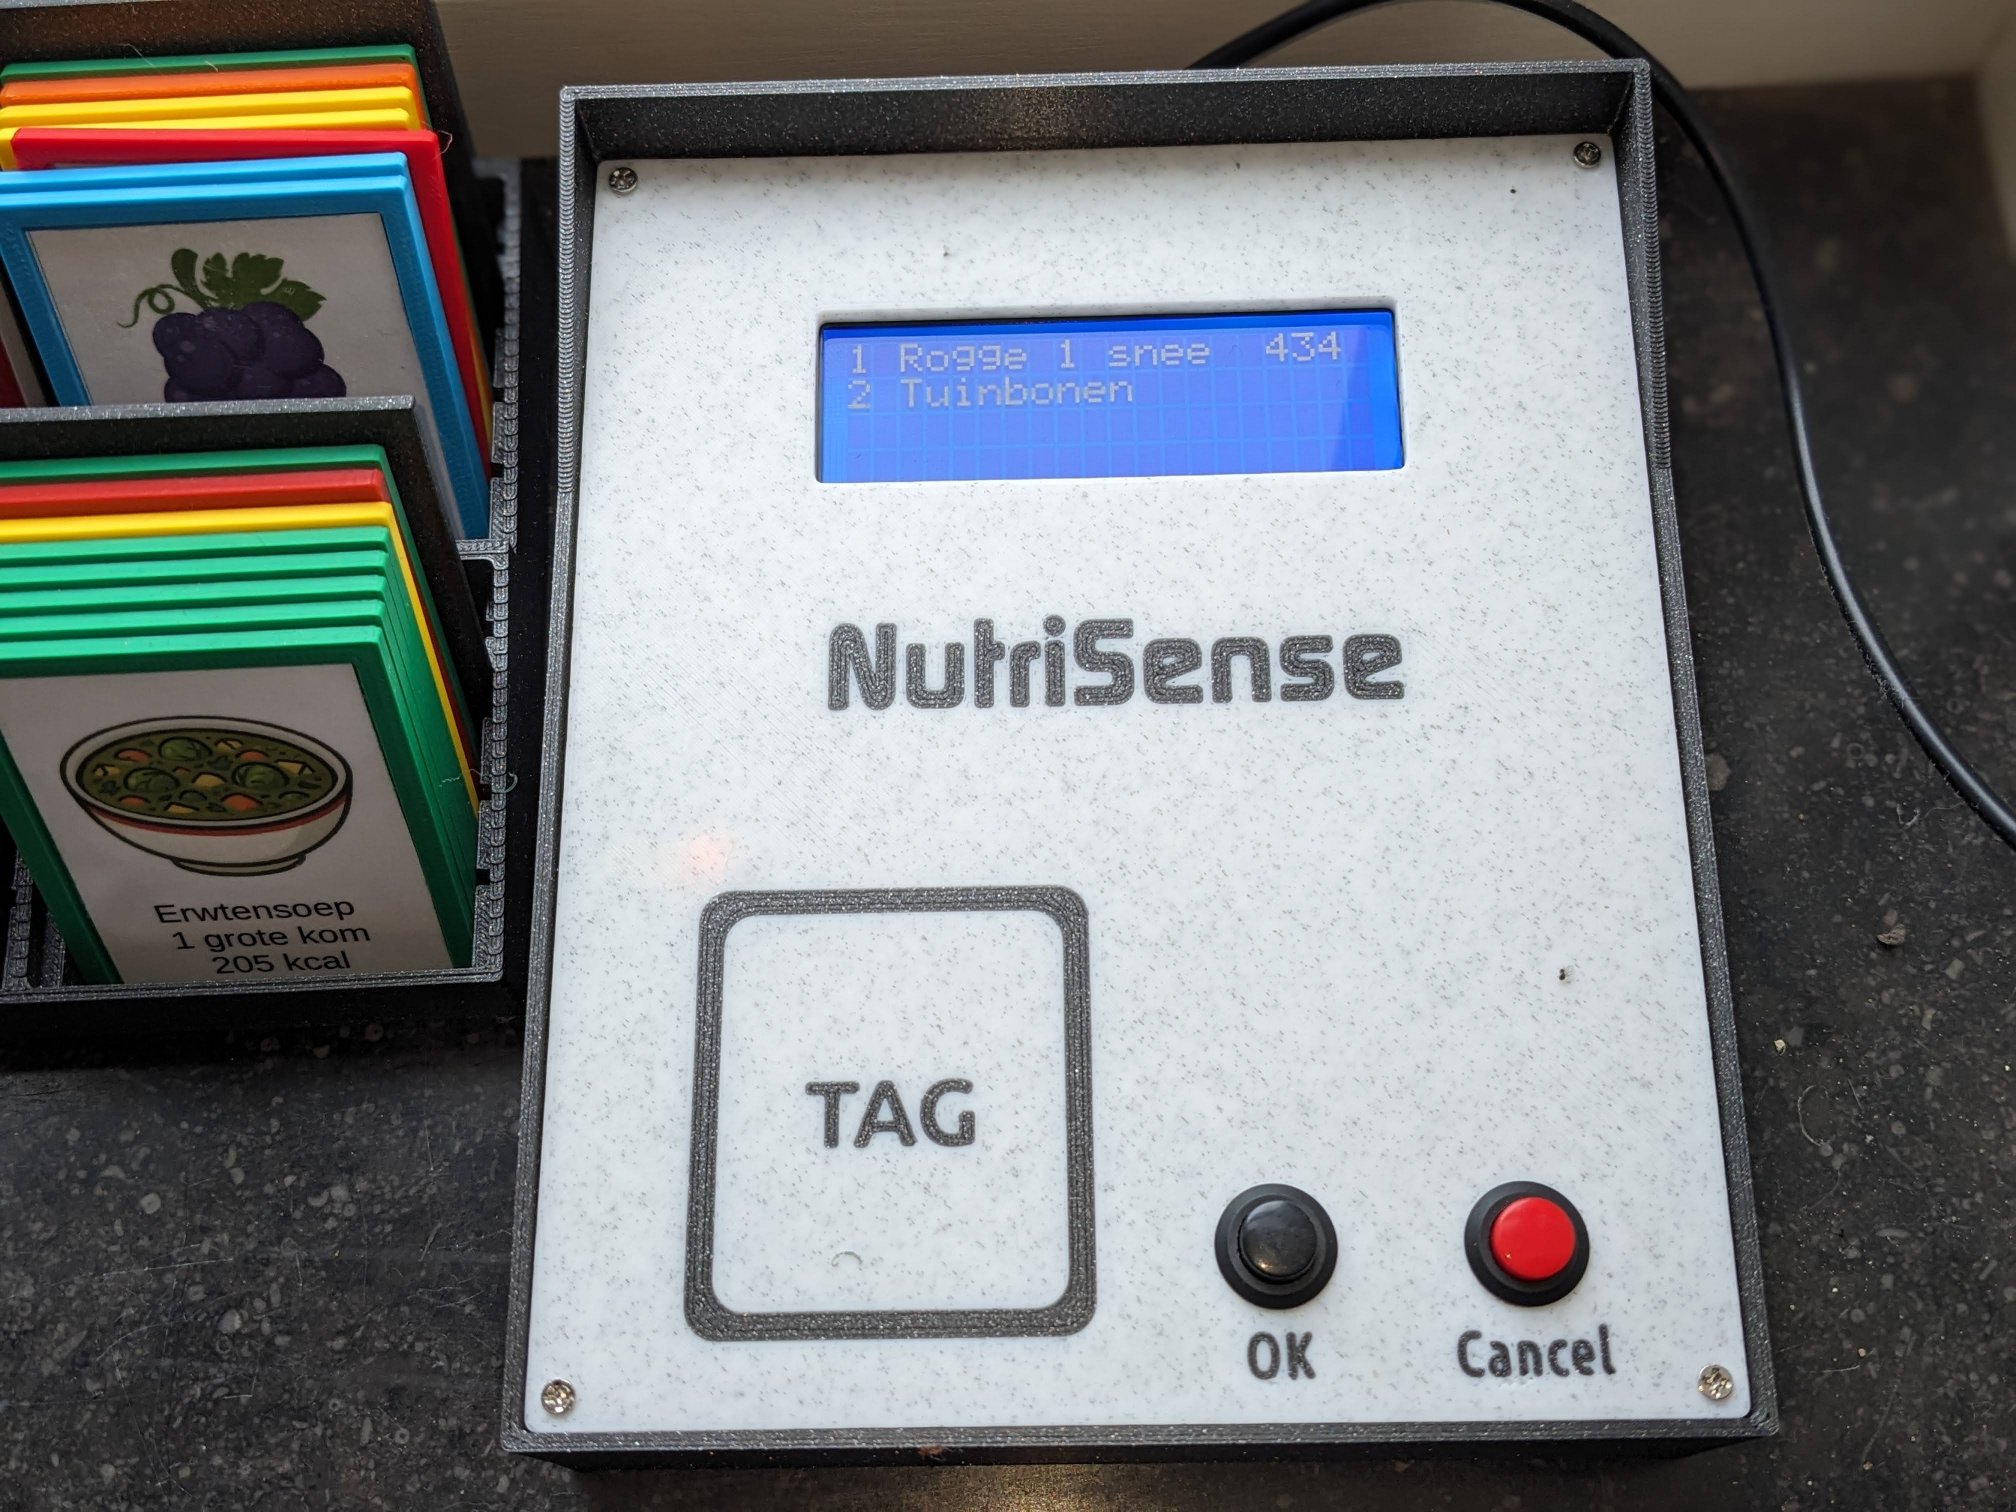 1 Rogge 1 snee 434
2 Tuinbonen
NutriSense
Erwtensoep
1 grote kom
205 kcal
TAG
OK
Cancel